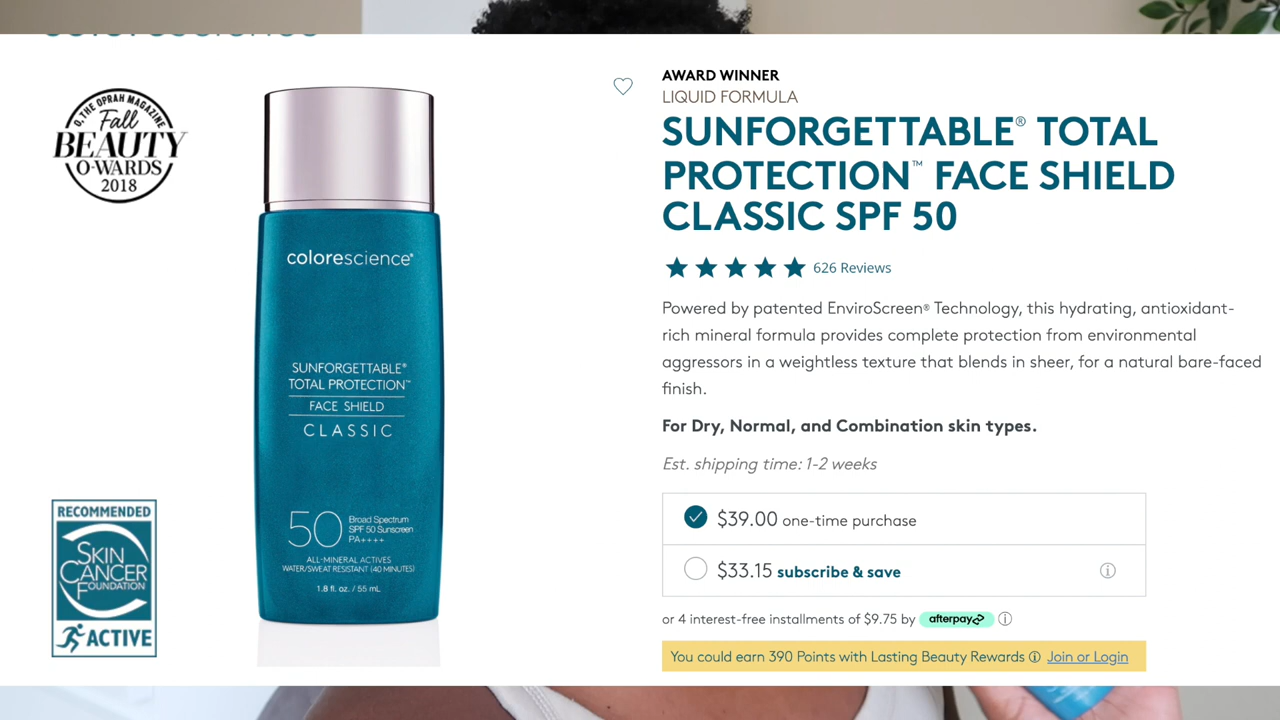 O, THE OPRAH MAGAZINE
Fall
BEAUTY
O-WARDS
2018
colorescience®
SUNFORGETTABLE®
TOTAL PROTECTION™
FACE SHIELD
CLASSIC
50
Broad Spectrum
SPF 50 Sunscreen
PA++++
ALL-MINERAL ACTIVES
WATER/SWEAT RESISTANT (40 MINUTES)
1.8 fl. oz. / 55 mL
RECOMMENDED
SKIN
CANCER
FOUNDATION
ACTIVE
AWARD WINNER
LIQUID FORMULA
SUNFORGETTABLE® TOTAL
PROTECTION™ FACE SHIELD
CLASSIC SPF 50
626 Reviews
Powered by patented EnviroScreen® Technology, this hydrating, antioxidant-
rich mineral formula provides complete protection from environmental
aggressors in a weightless texture that blends in sheer, for a natural bare-faced
finish.
For Dry, Normal, and Combination skin types.
Est. shipping time: 1-2 weeks
$39.00 one-time purchase
$33.15 subscribe & save
or 4 interest-free installments of $9.75 by afterpay
You could earn 390 Points with Lasting Beauty Rewards Join or Login